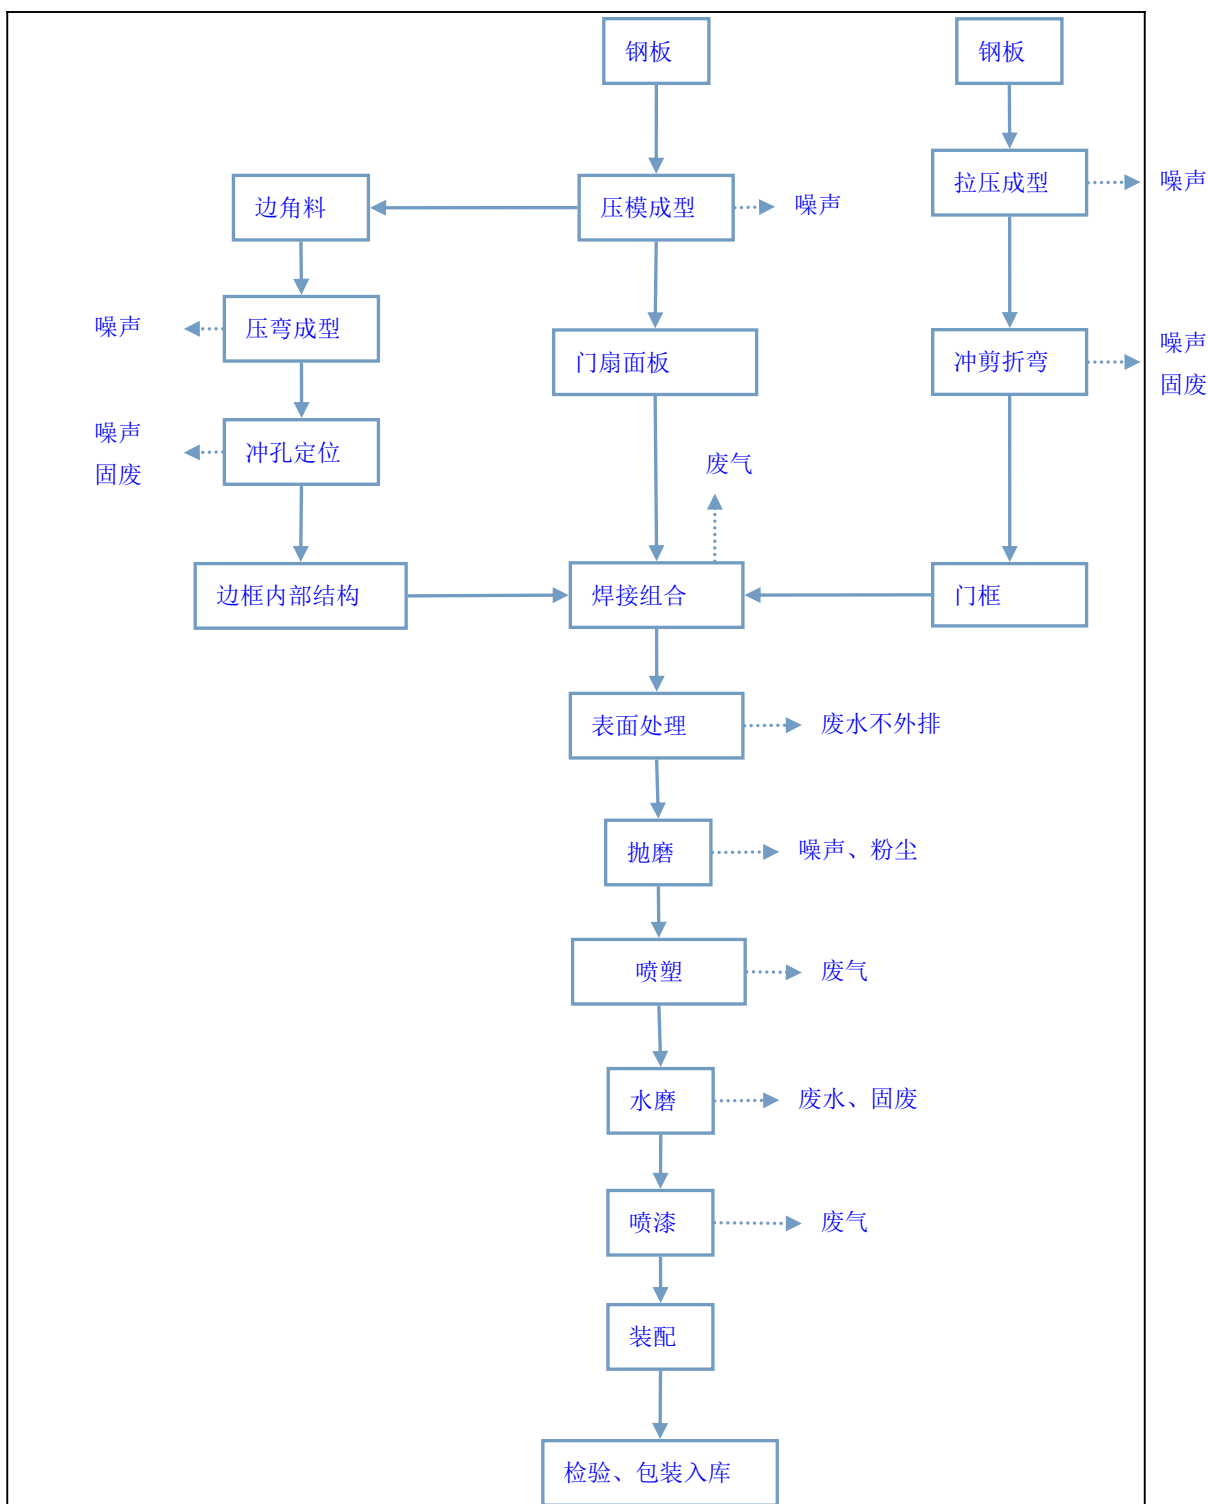 钢板
钢板
拉压成型
噪声
边角料
压模成型
噪声
噪声
压弯成型
门扇面板
冲剪折弯
噪声
固废
噪声
固废
冲孔定位
废气
边框内部结构
焊接组合
门框
表面处理
废水不外排
抛磨
噪声、粉尘
喷塑
废气
水磨
废水、固废
喷漆
废气
装配
检验、包装入库